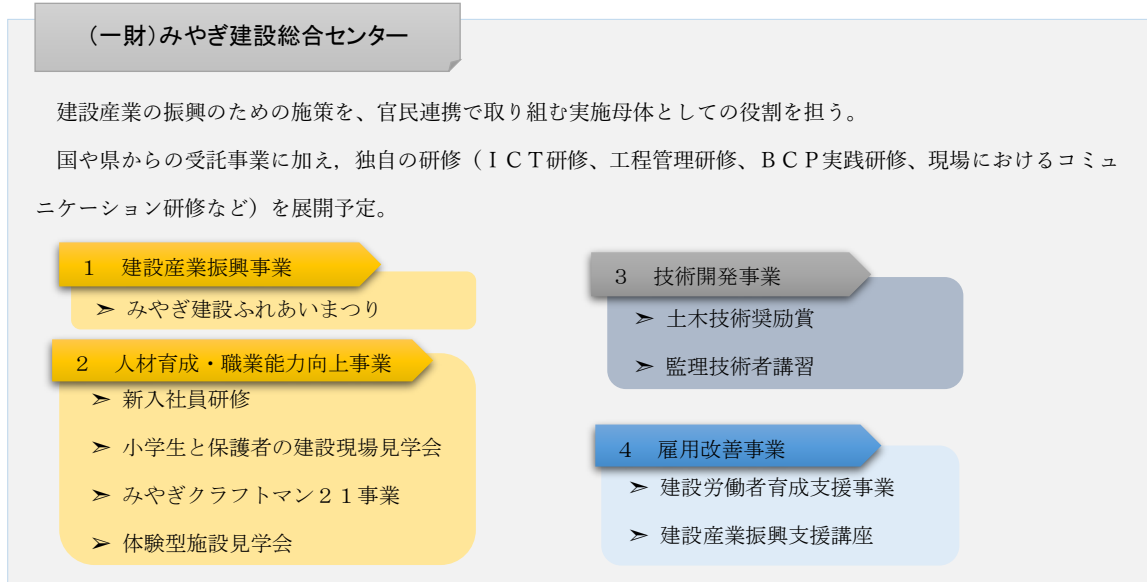 （一財）みやぎ建設総合センター
建設産業の振興のための施策を、官民連携で取り組む実施母体としての役割を担う。
国や県からの受託事業に加え，独自の研修（ＩＣＴ研修、工程管理研修、ＢＣＰ実践研修、現場におけるコミュ
ニケーション研修など）を展開予定。
１　建設産業振興事業
➢ みやぎ建設ふれあいまつり
２　人材育成・職業能力向上事業
➢ 新入社員研修
➢ 小学生と保護者の建設現場見学会
➢ みやぎクラフトマン２１事業
➢ 体験型施設見学会
３　技術開発事業
➢ 土木技術奨励賞
➢ 監理技術者講習
４　雇用改善事業
➢ 建設労働者育成支援事業
➢ 建設産業振興支援講座